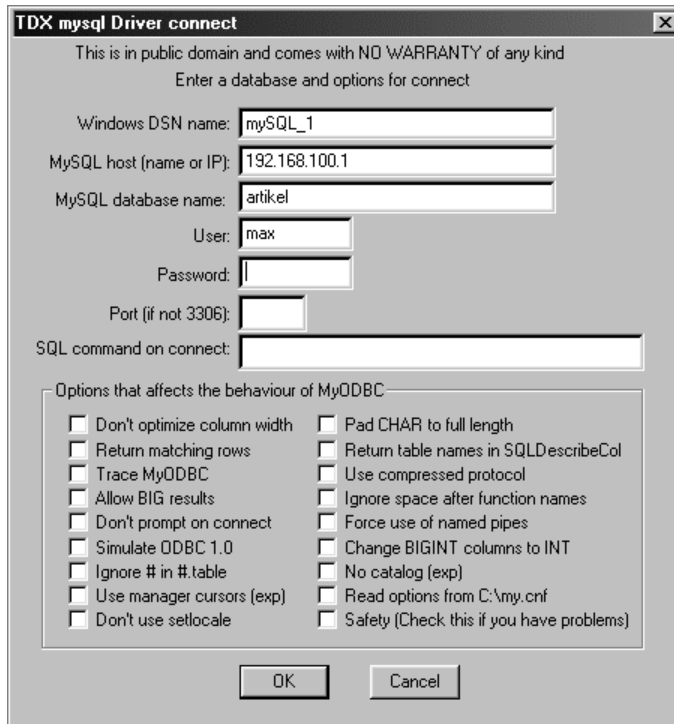 TDX mysql Driver connect
This is in public domain and comes with NO WARRANTY of any kind
Enter a database and options for connect
Windows DSN name: mySQL_1
MySQL host (name or IP): 192.168.100.1
MySQL database name: artikel
User: max
Password:
Port (if not 3306):
SQL command on connect:
Options that affects the behaviour of MyODBC
Don't optimize column width Pad CHAR to full length
Return matching rows Return table names in SQLDescribeCol
Trace MyODBC Use compressed protocol
Allow BIG results Ignore space after function names
Don't prompt on connect Force use of named pipes
Simulate ODBC 1.0 Change BIGINT columns to INT
Ignore # in #.table No catalog (exp)
Use manager cursors (exp) Read options from C:\my.cnf
Don't use setlocale Safety (Check this if you have problems)
OK Cancel